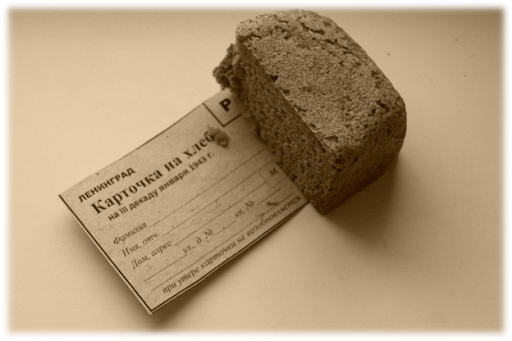 Р
ЛЕНИНГРАД
Карточка на хлеб
на III декаду января 1943 г.
М
Фамилия
Имя, отч.
Дом. адрес
ул., д. № кв. №
при утере карточка не возобновляется